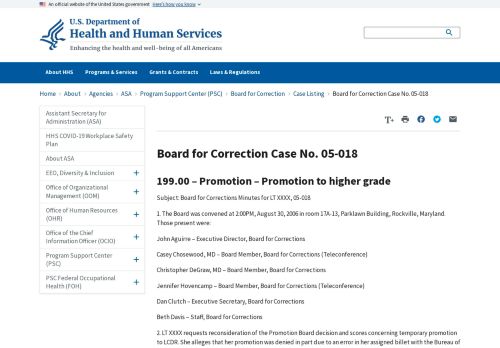 An official website of the United States government Here's how you know
U.S. Department of
Health and Human Services
Enhancing the health and well-being of all Americans
About HHS Programs & Services Grants & Contracts Laws & Regulations
Home > About > Agencies > ASA > Program Support Center (PSC) > Board for Correction > Case Listing > Board for Correction Case No. 05-018
Assistant Secretary for
Administration (ASA)
HHS COVID-19 Workplace Safety
Plan
About ASA
EEO, Diversity & Inclusion +
Office of Organizational
Management (OOM) +
Office of Human Resources
(OHR) +
Office of the Chief
Information Officer (OCIO) +
Program Support Center
(PSC) +
PSC Federal Occupational
Health (FOH) +
T+
Board for Correction Case No. 05-018
199.00 – Promotion – Promotion to higher grade
Subject: Board for Corrections Minutes for LT XXXX, 05-018
1. The Board was convened at 2:00PM, August 30, 2006 in room 17A-13, Parklawn Building, Rockville, Maryland.
Those present were:
John Aguirre – Executive Director, Board for Corrections
Casey Chosewood, MD – Board Member, Board for Corrections (Teleconference)
Christopher DeGraw, MD – Board Member, Board for Corrections
Jennifer Hovencamp – Board Member, Board for Corrections (Teleconference)
Dan Clutch – Executive Secretary, Board for Corrections
Beth Davis – Staff, Board for Corrections
2. LT XXXX requests reconsideration of the Promotion Board decision and scores concerning temporary promotion
to LCDR. She alleges that her promotion was denied in part due to an error in her assigned billet with the Bureau of